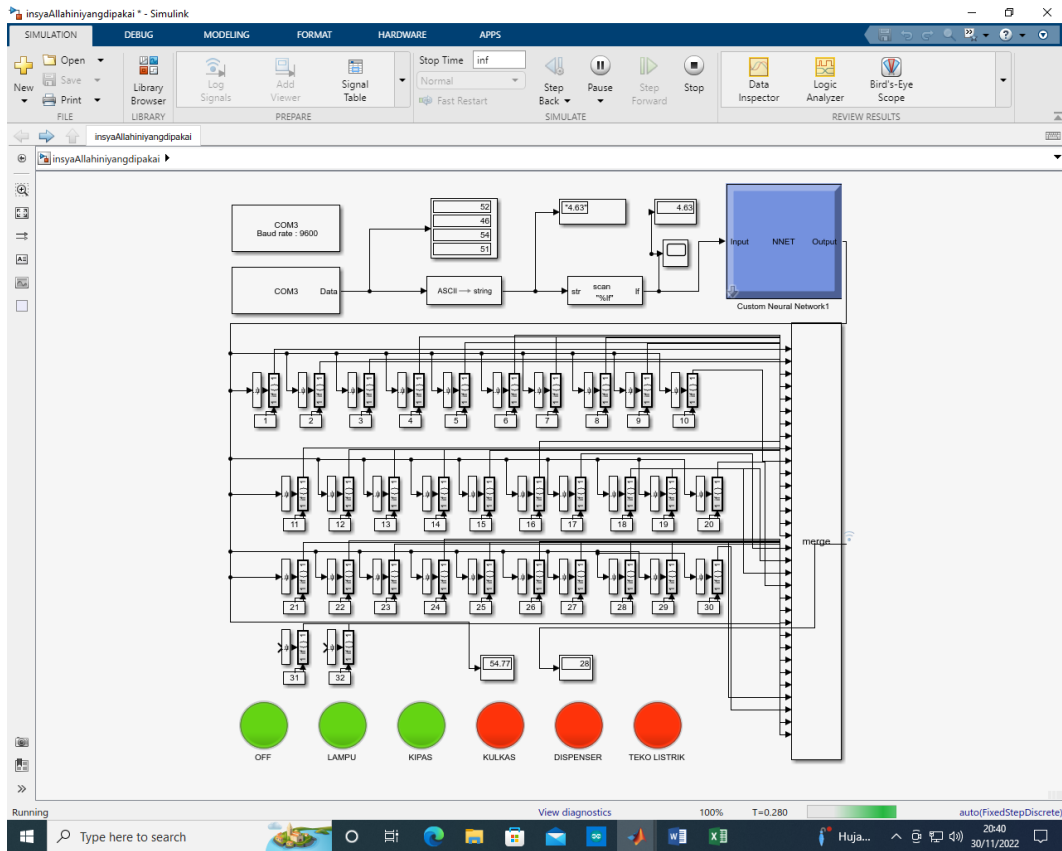 insyaAllahiniyangdipakai * - Simulink
SIMULATION DEBUG MODELING FORMAT HARDWARE APPS
New
Open
Save
Print
FILE
Library Browser
LIBRARY
Log Signals
Add Viewer
Signal Table
PREPARE
Stop Time inf
Normal
Fast Restart
Step Back
Pause
Step Forward
Stop
SIMULATE
Data Inspector
Logic Analyzer
Bird's-Eye Scope
REVIEW RESULTS
insyaAllahiniyangdipakai
insyaAllahiniyangdipakai
COM3
Baud rate : 9600
52
46
54
51
"4.63"
4.63
Input NNET Output
Custom Neural Network1
COM3 Data
ASCII → string
str scan "%lf" lf
1 2 3 4 5 6 7 8 9 10
11 12 13 14 15 16 17 18 19 20
merge
21 22 23 24 25 26 27 28 29 30
31 32
54.77
28
OFF LAMPU KIPAS KULKAS DISPENSER TEKO LISTRIK
Running View diagnostics 100% T=0.280 auto(FixedStepDiscrete)
Type here to search
Huja...
20:40
30/11/2022